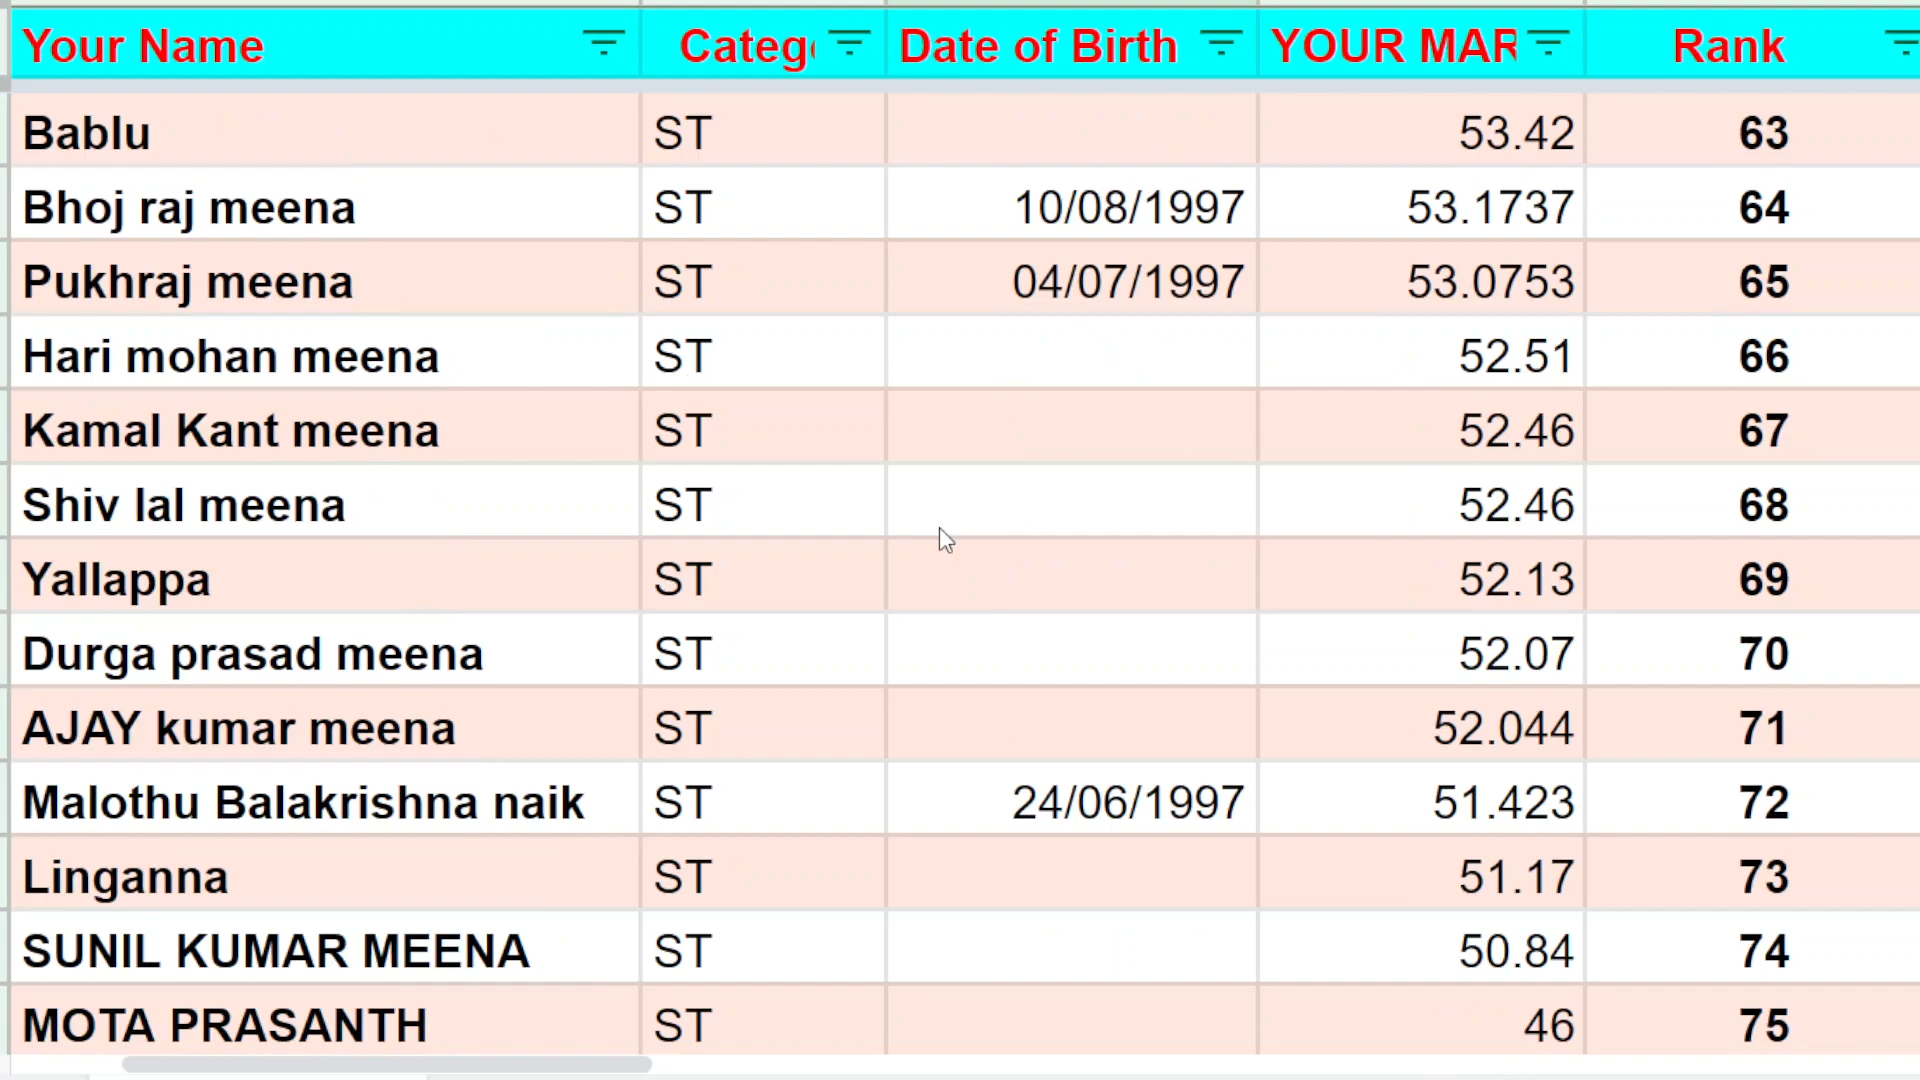 Your Name Catego Date of Birth YOUR MAR Rank
Bablu ST 53.42 63
Bhoj raj meena ST 10/08/1997 53.1737 64
Pukhraj meena ST 04/07/1997 53.0753 65
Hari mohan meena ST 52.51 66
Kamal Kant meena ST 52.46 67
Shiv lal meena ST 52.46 68
Yallappa ST 52.13 69
Durga prasad meena ST 52.07 70
AJAY kumar meena ST 52.044 71
Malothu Balakrishna naik ST 24/06/1997 51.423 72
Linganna ST 51.17 73
SUNIL KUMAR MEENA ST 50.84 74
MOTA PRASANTH ST 46 75